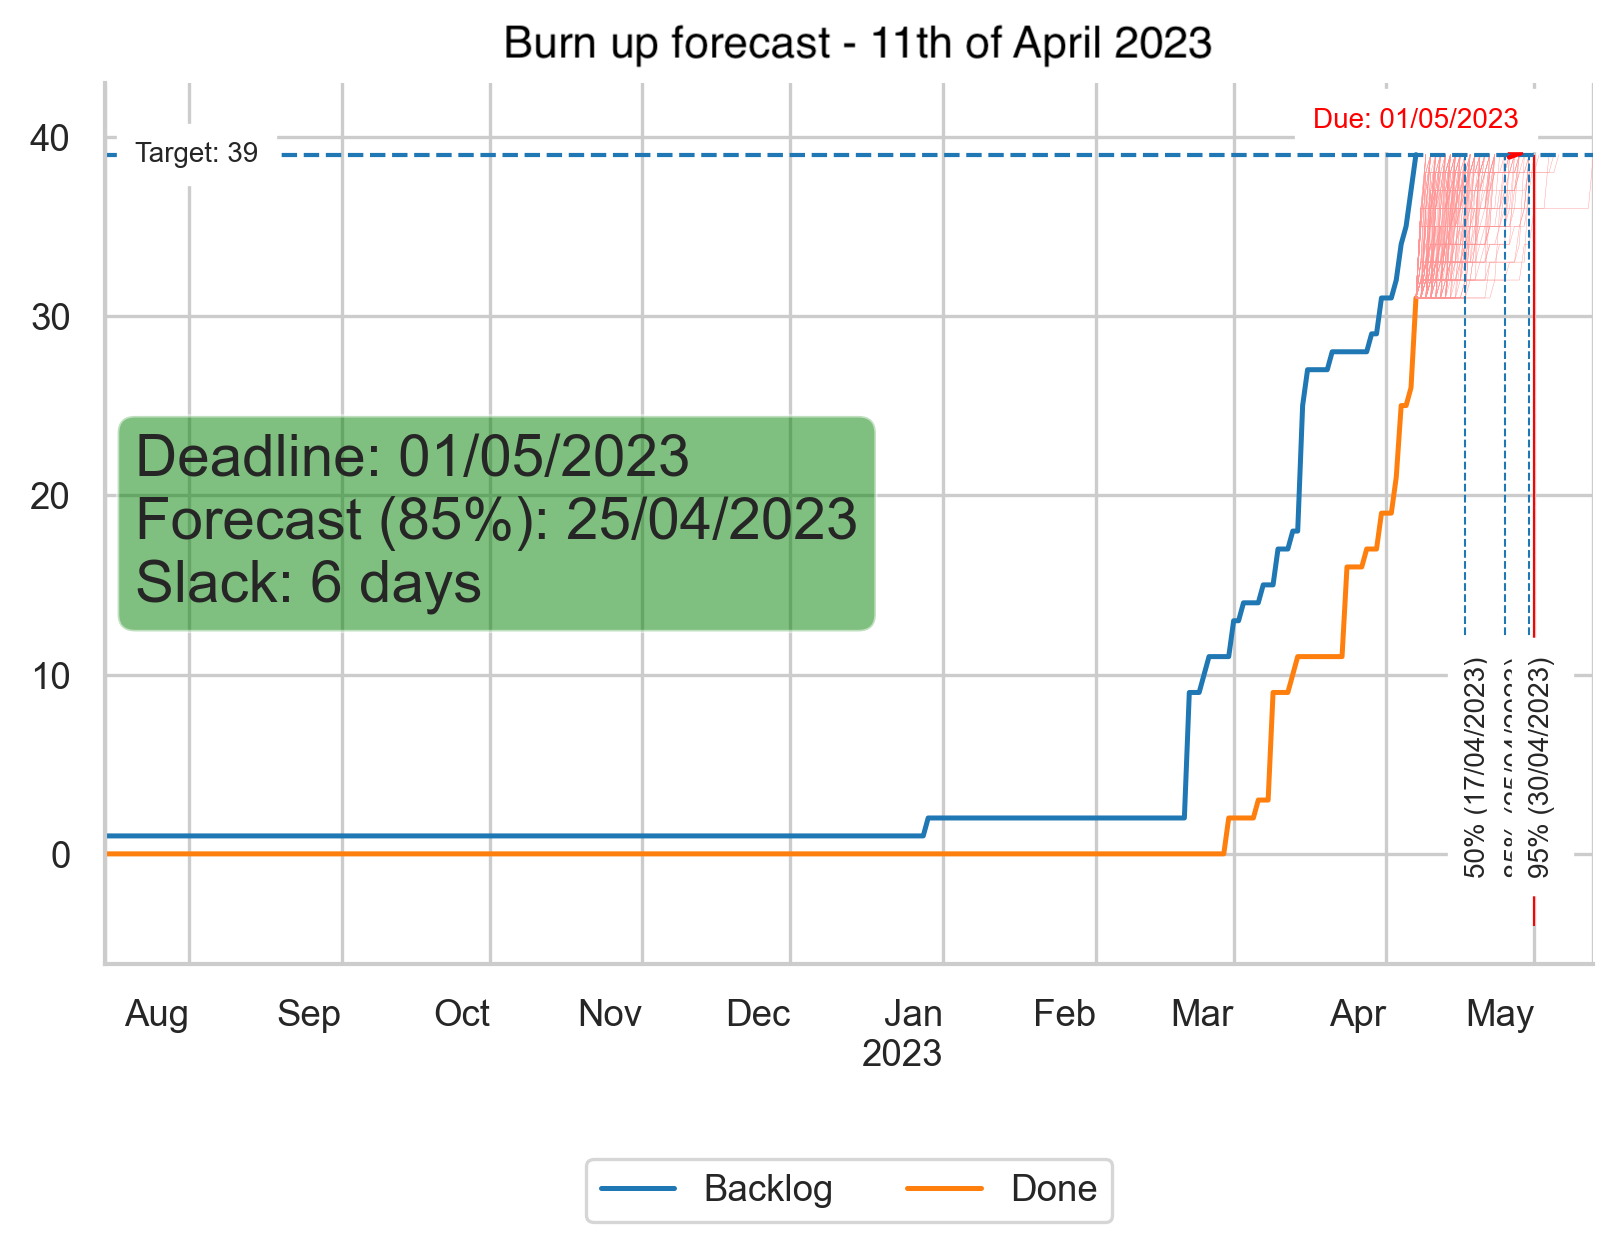 Burn up forecast - 11th of April 2023
Due: 01/05/2023
40
Target: 39
30
20
10
0
Deadline: 01/05/2023
Forecast (85%): 25/04/2023
Slack: 6 days
50% (17/04/2023)
95% (30/04/2023)
Aug Sep Oct Nov Dec Jan Feb Mar Apr May
2023
Backlog Done